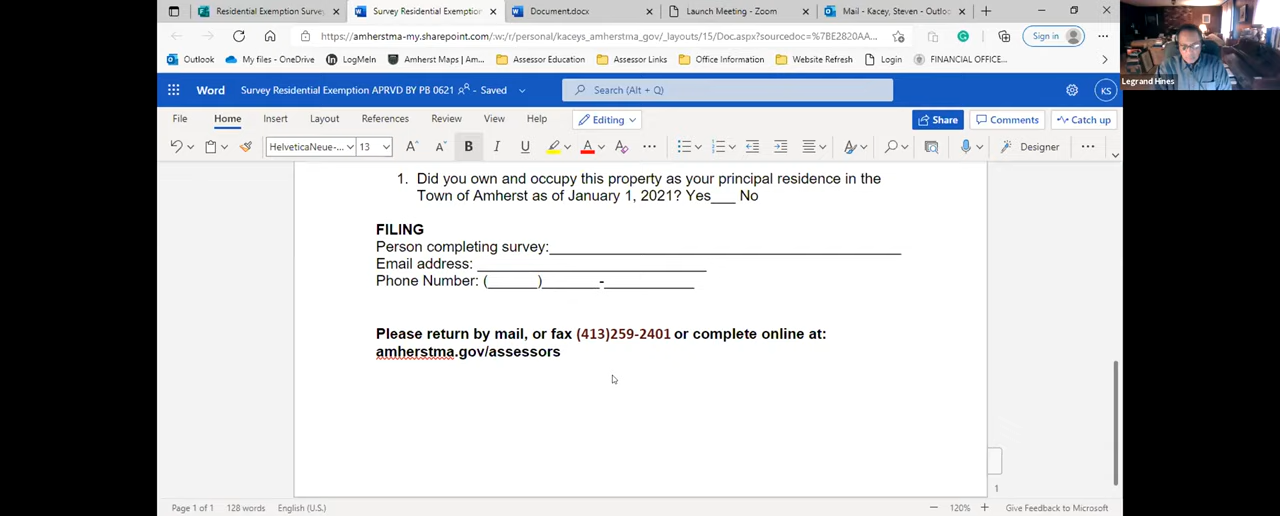 Residential Exemption Surve
Survey Residential Exemption
Document.docx
Launch Meeting - Zoom
Mail - Kacey, Steven - Outloo
https://amherstma-my.sharepoint.com/:w:/r/personal/kaceys_amherstma_gov/_layouts/15/Doc.aspx?sourcedoc=%7BE2820AA...
Sign in
Outlook
My files - OneDrive
LogMeIn
Amherst Maps | Am...
Assessor Education
Assessor Links
Office Information
Website Refresh
Login
FINANCIAL OFFICE...
Legrand Hines
Word
Survey Residential Exemption APRVD BY PB 0621 - Saved
Search (Alt + Q)
KS
File
Home
Insert
Layout
References
Review
View
Help
Editing
Share
Comments
Catch up
HelveticaNeue-...
13
A
A
B
I
U
A
Designer
1. Did you own and occupy this property as your principal residence in the
Town of Amherst as of January 1, 2021? Yes___ No
FILING
Person completing survey:___________________________________________
Email address: ____________________________
Phone Number: (______)_______-___________
Please return by mail, or fax (413)259-2401 or complete online at:
amherstma.gov/assessors
1
Page 1 of 1
128 words
English (U.S.)
120%
Give Feedback to Microsoft